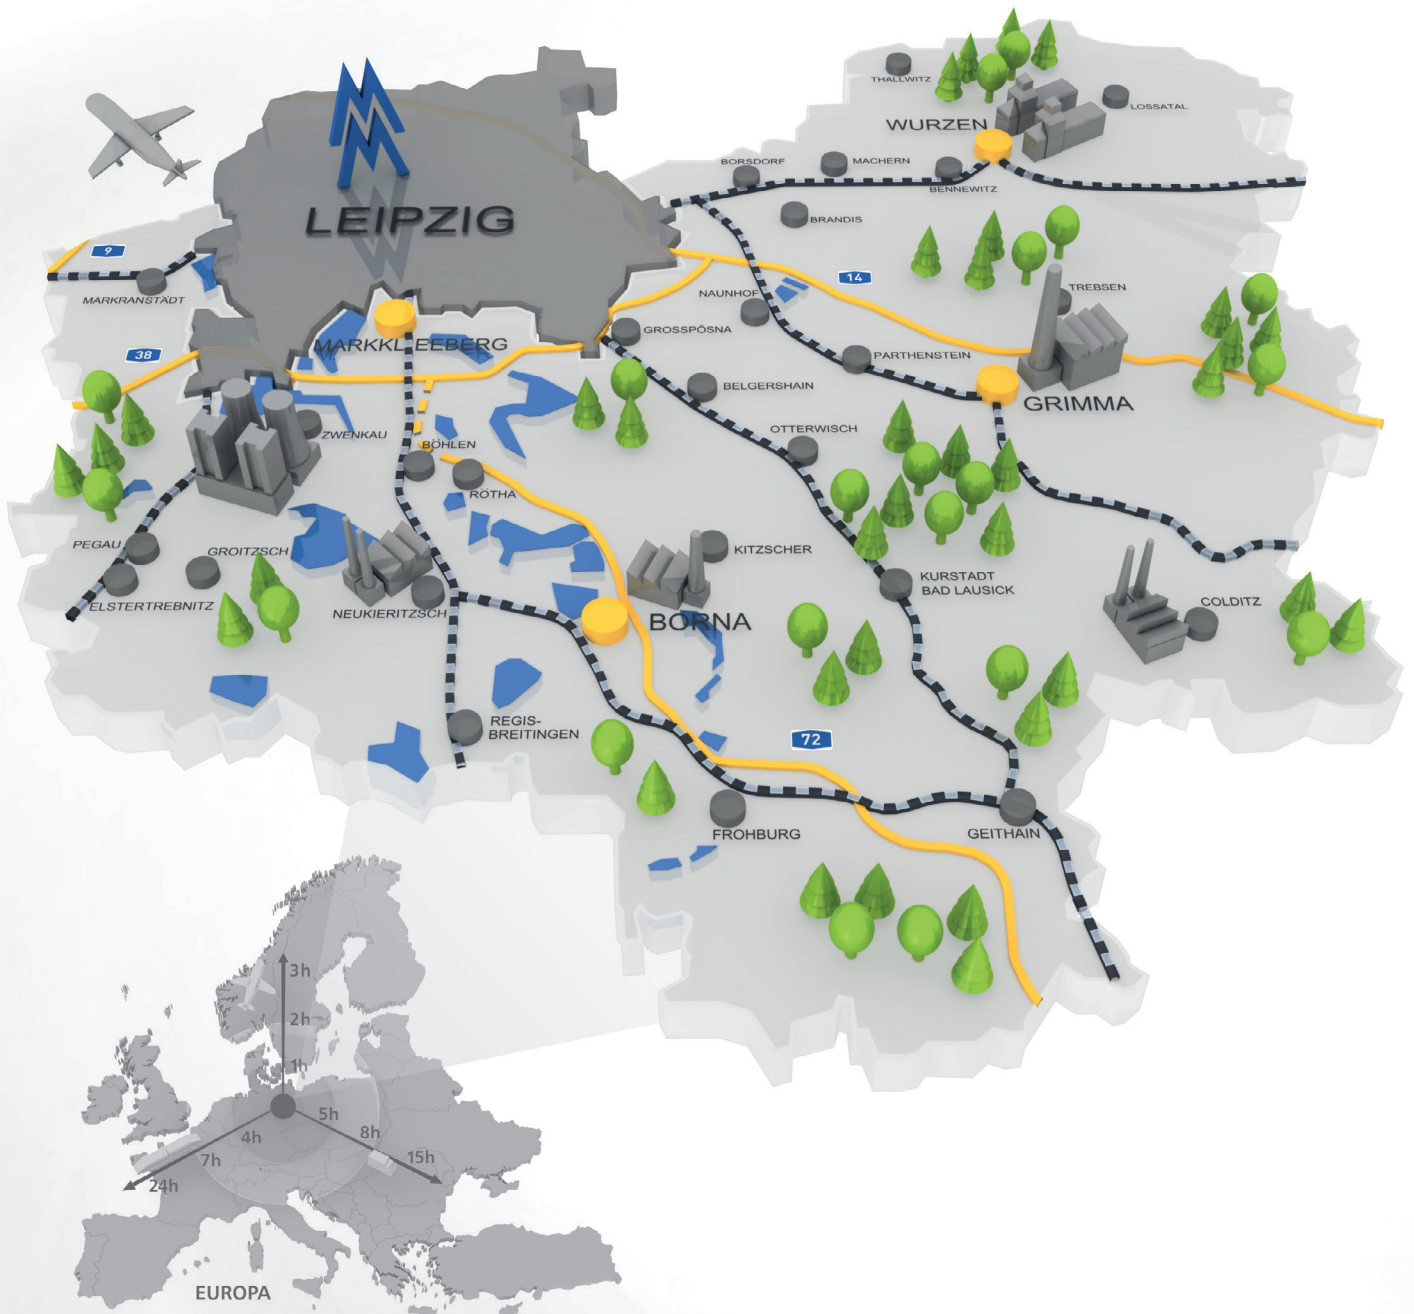 THALLWITZ
LOSSATAL
WURZEN
BORSDORF
MACHERN
BENNEWITZ
BRANDIS
LEIPZIG
9
MARKRANSTÄDT
14
NAUNHOF
TREBSEN
GROSSPÖSNA
MARKKLEEBERG
38
PARTHENSTEIN
BELGERSHAIN
GRIMMA
OTTERWISCH
ZWENKAU
BÖHLEN
RÖTHA
PEGAU
GROITZSCH
KITZSCHER
ELSTERTREBNITZ
NEUKIERITZSCH
KURSTADT
BAD LAUSICK
COLDITZ
BORNA
REGIS-
BREITINGEN
72
FROHBURG
GEITHAIN
3h
2h
1h
5h
4h
8h
7h
15h
24h
EUROPA